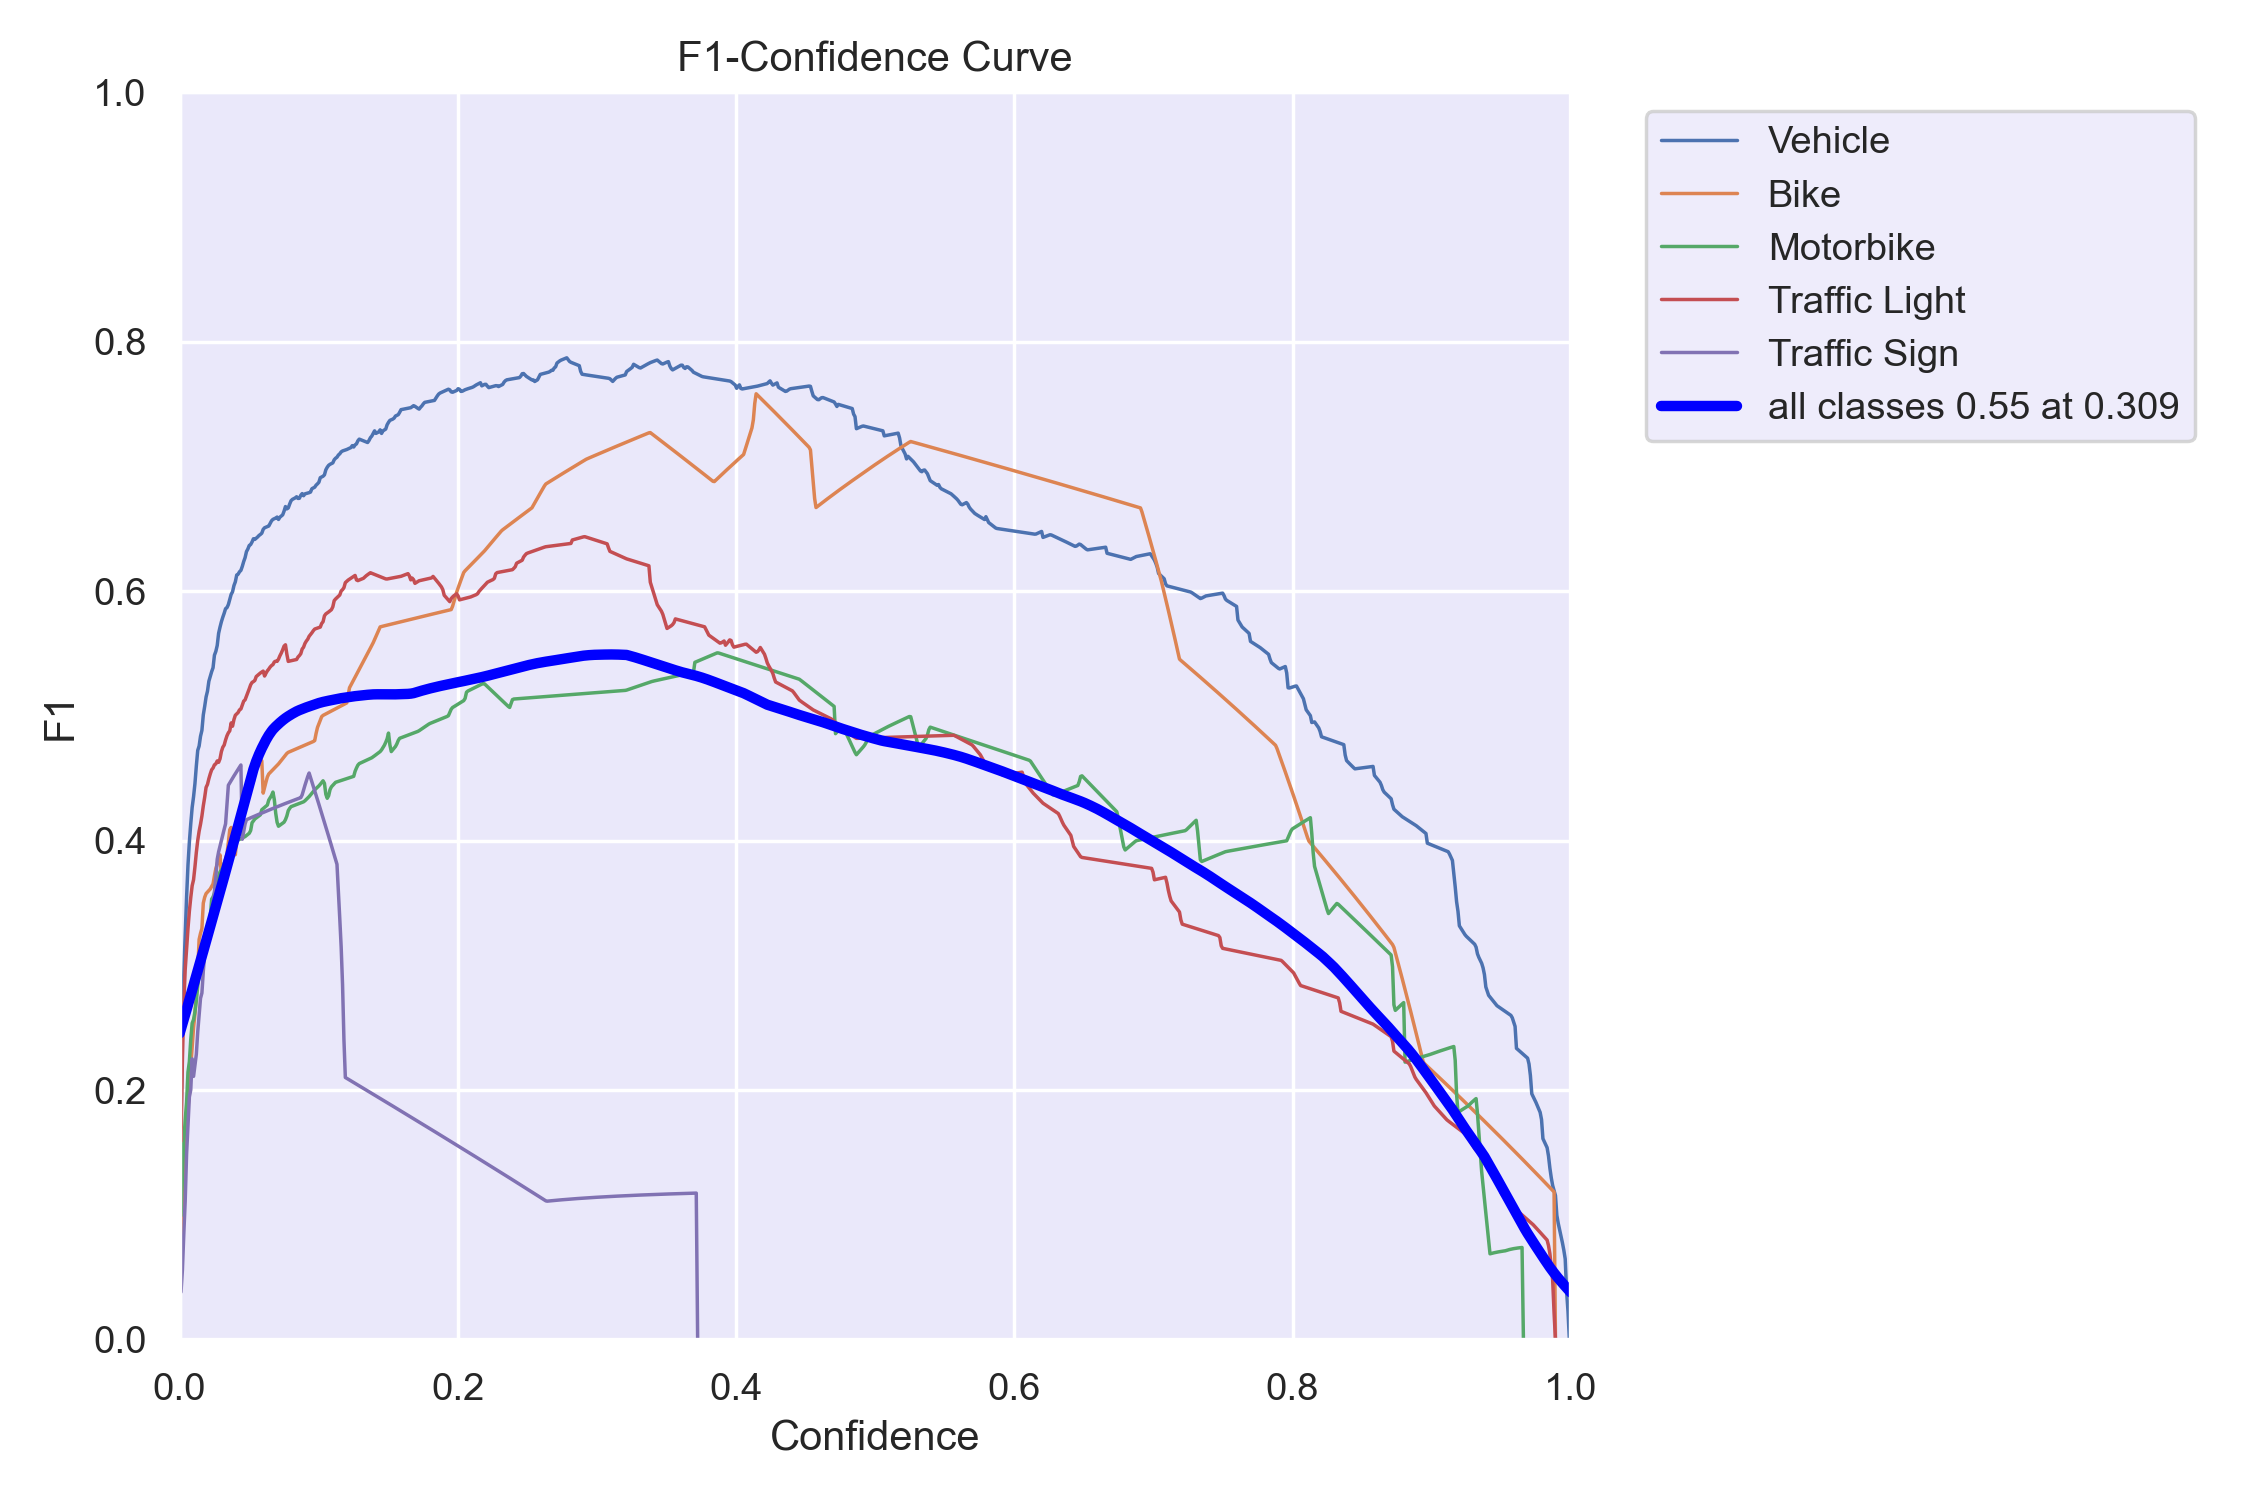 F1-Confidence Curve
1.0
0.8
0.6
0.4
0.2
0.0
F1
0.0 0.2 0.4 0.6 0.8 1.0
Confidence
Vehicle
Bike
Motorbike
Traffic Light
Traffic Sign
all classes 0.55 at 0.309